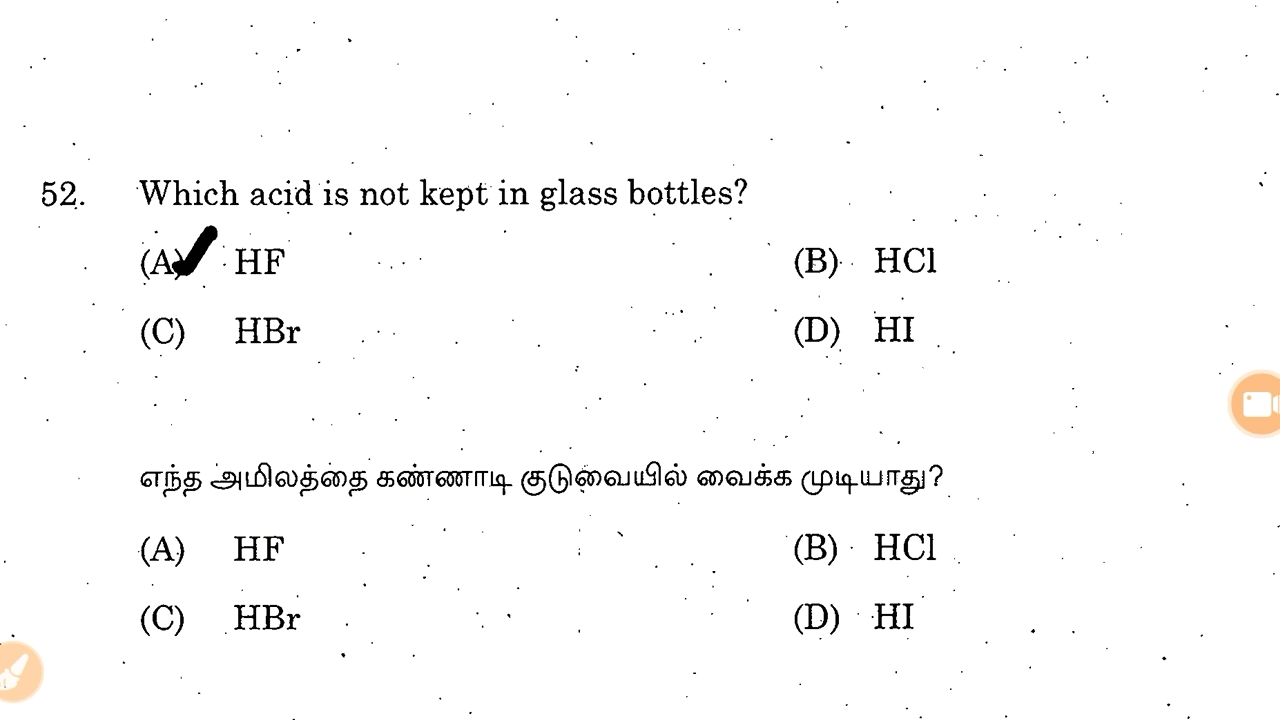 52. Which acid is not kept in glass bottles?
(A) HF (B) HCl
(C) HBr (D) HI
எந்த அமிலத்தை கண்ணாடி குடுவையில் வைக்க முடியாது?
(A) HF (B) HCl
(C) HBr (D) HI